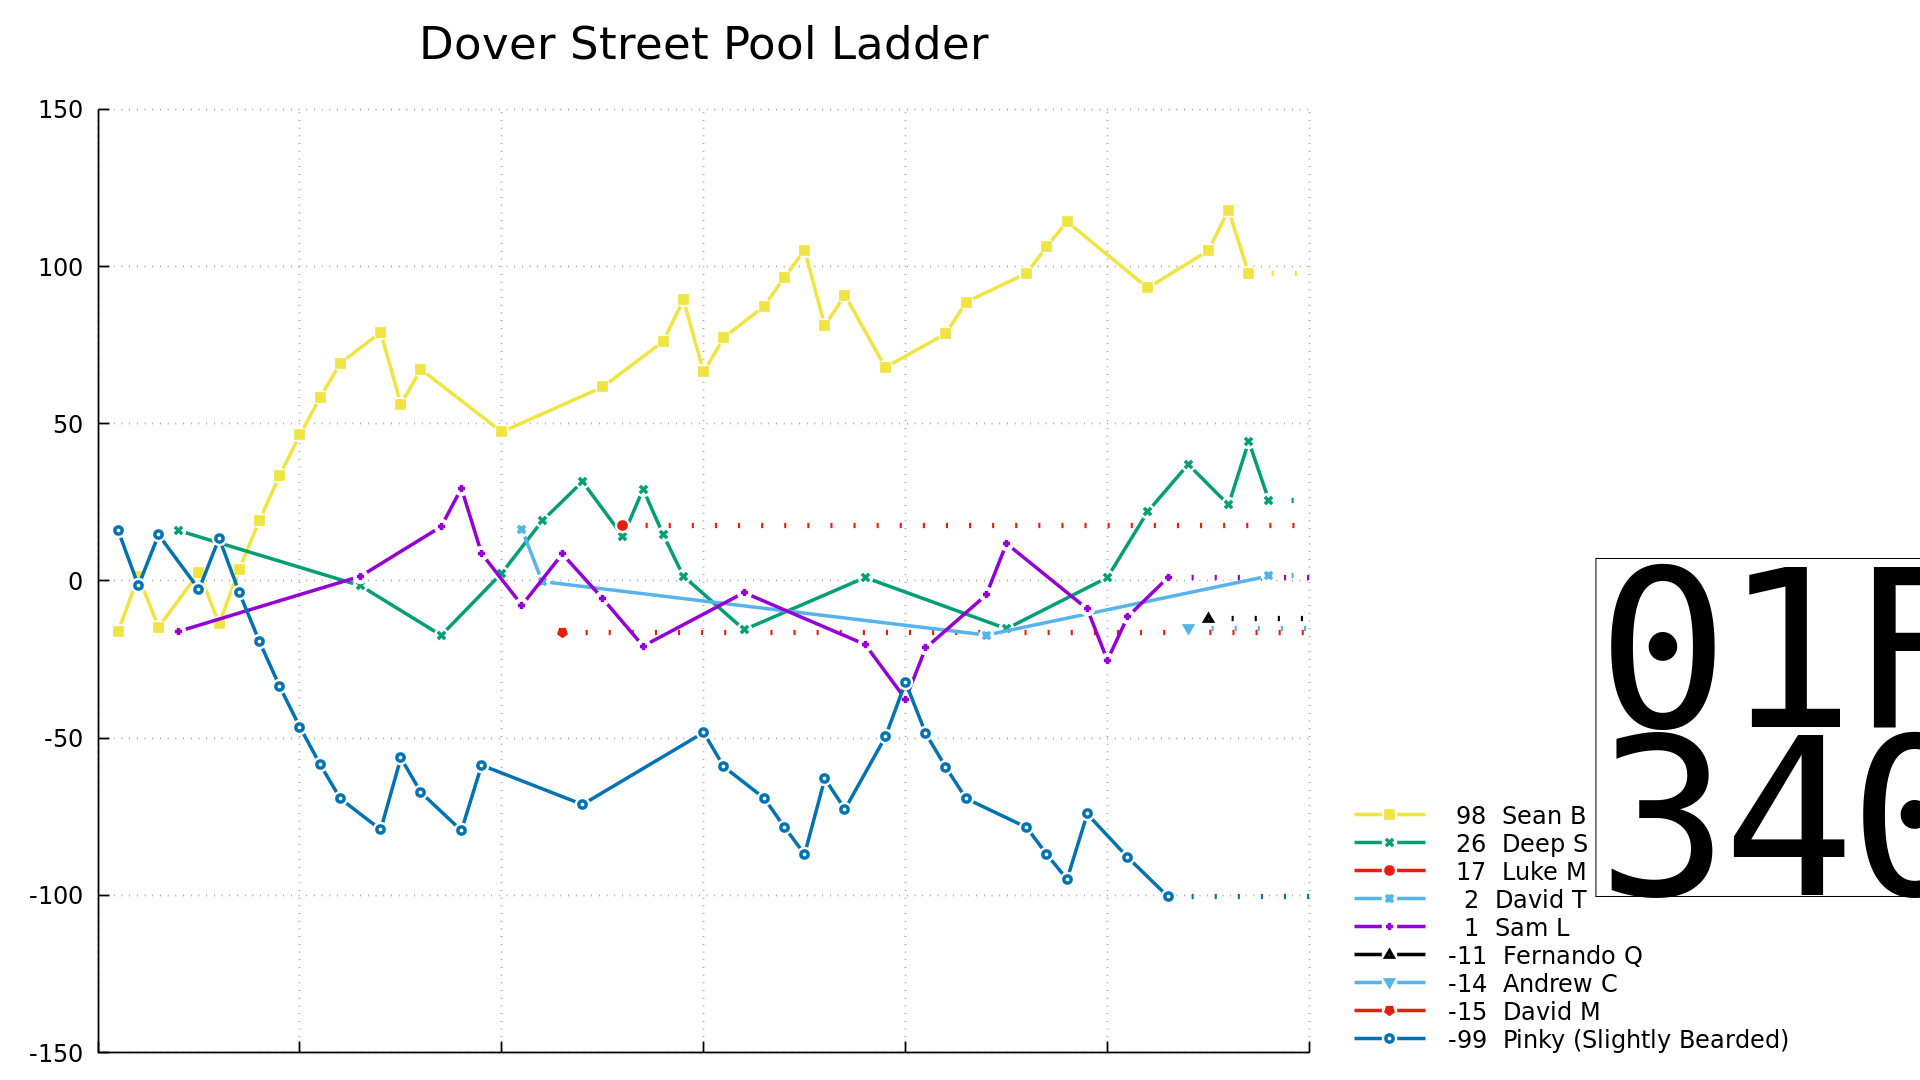 Dover Street Pool Ladder
150
100
50
0
-50
-100
-150
98 Sean B
26 Deep S
17 Luke M
2 David T
1 Sam L
-11 Fernando Q
-14 Andrew C
-15 David M
-99 Pinky (Slightly Bearded)
01
34